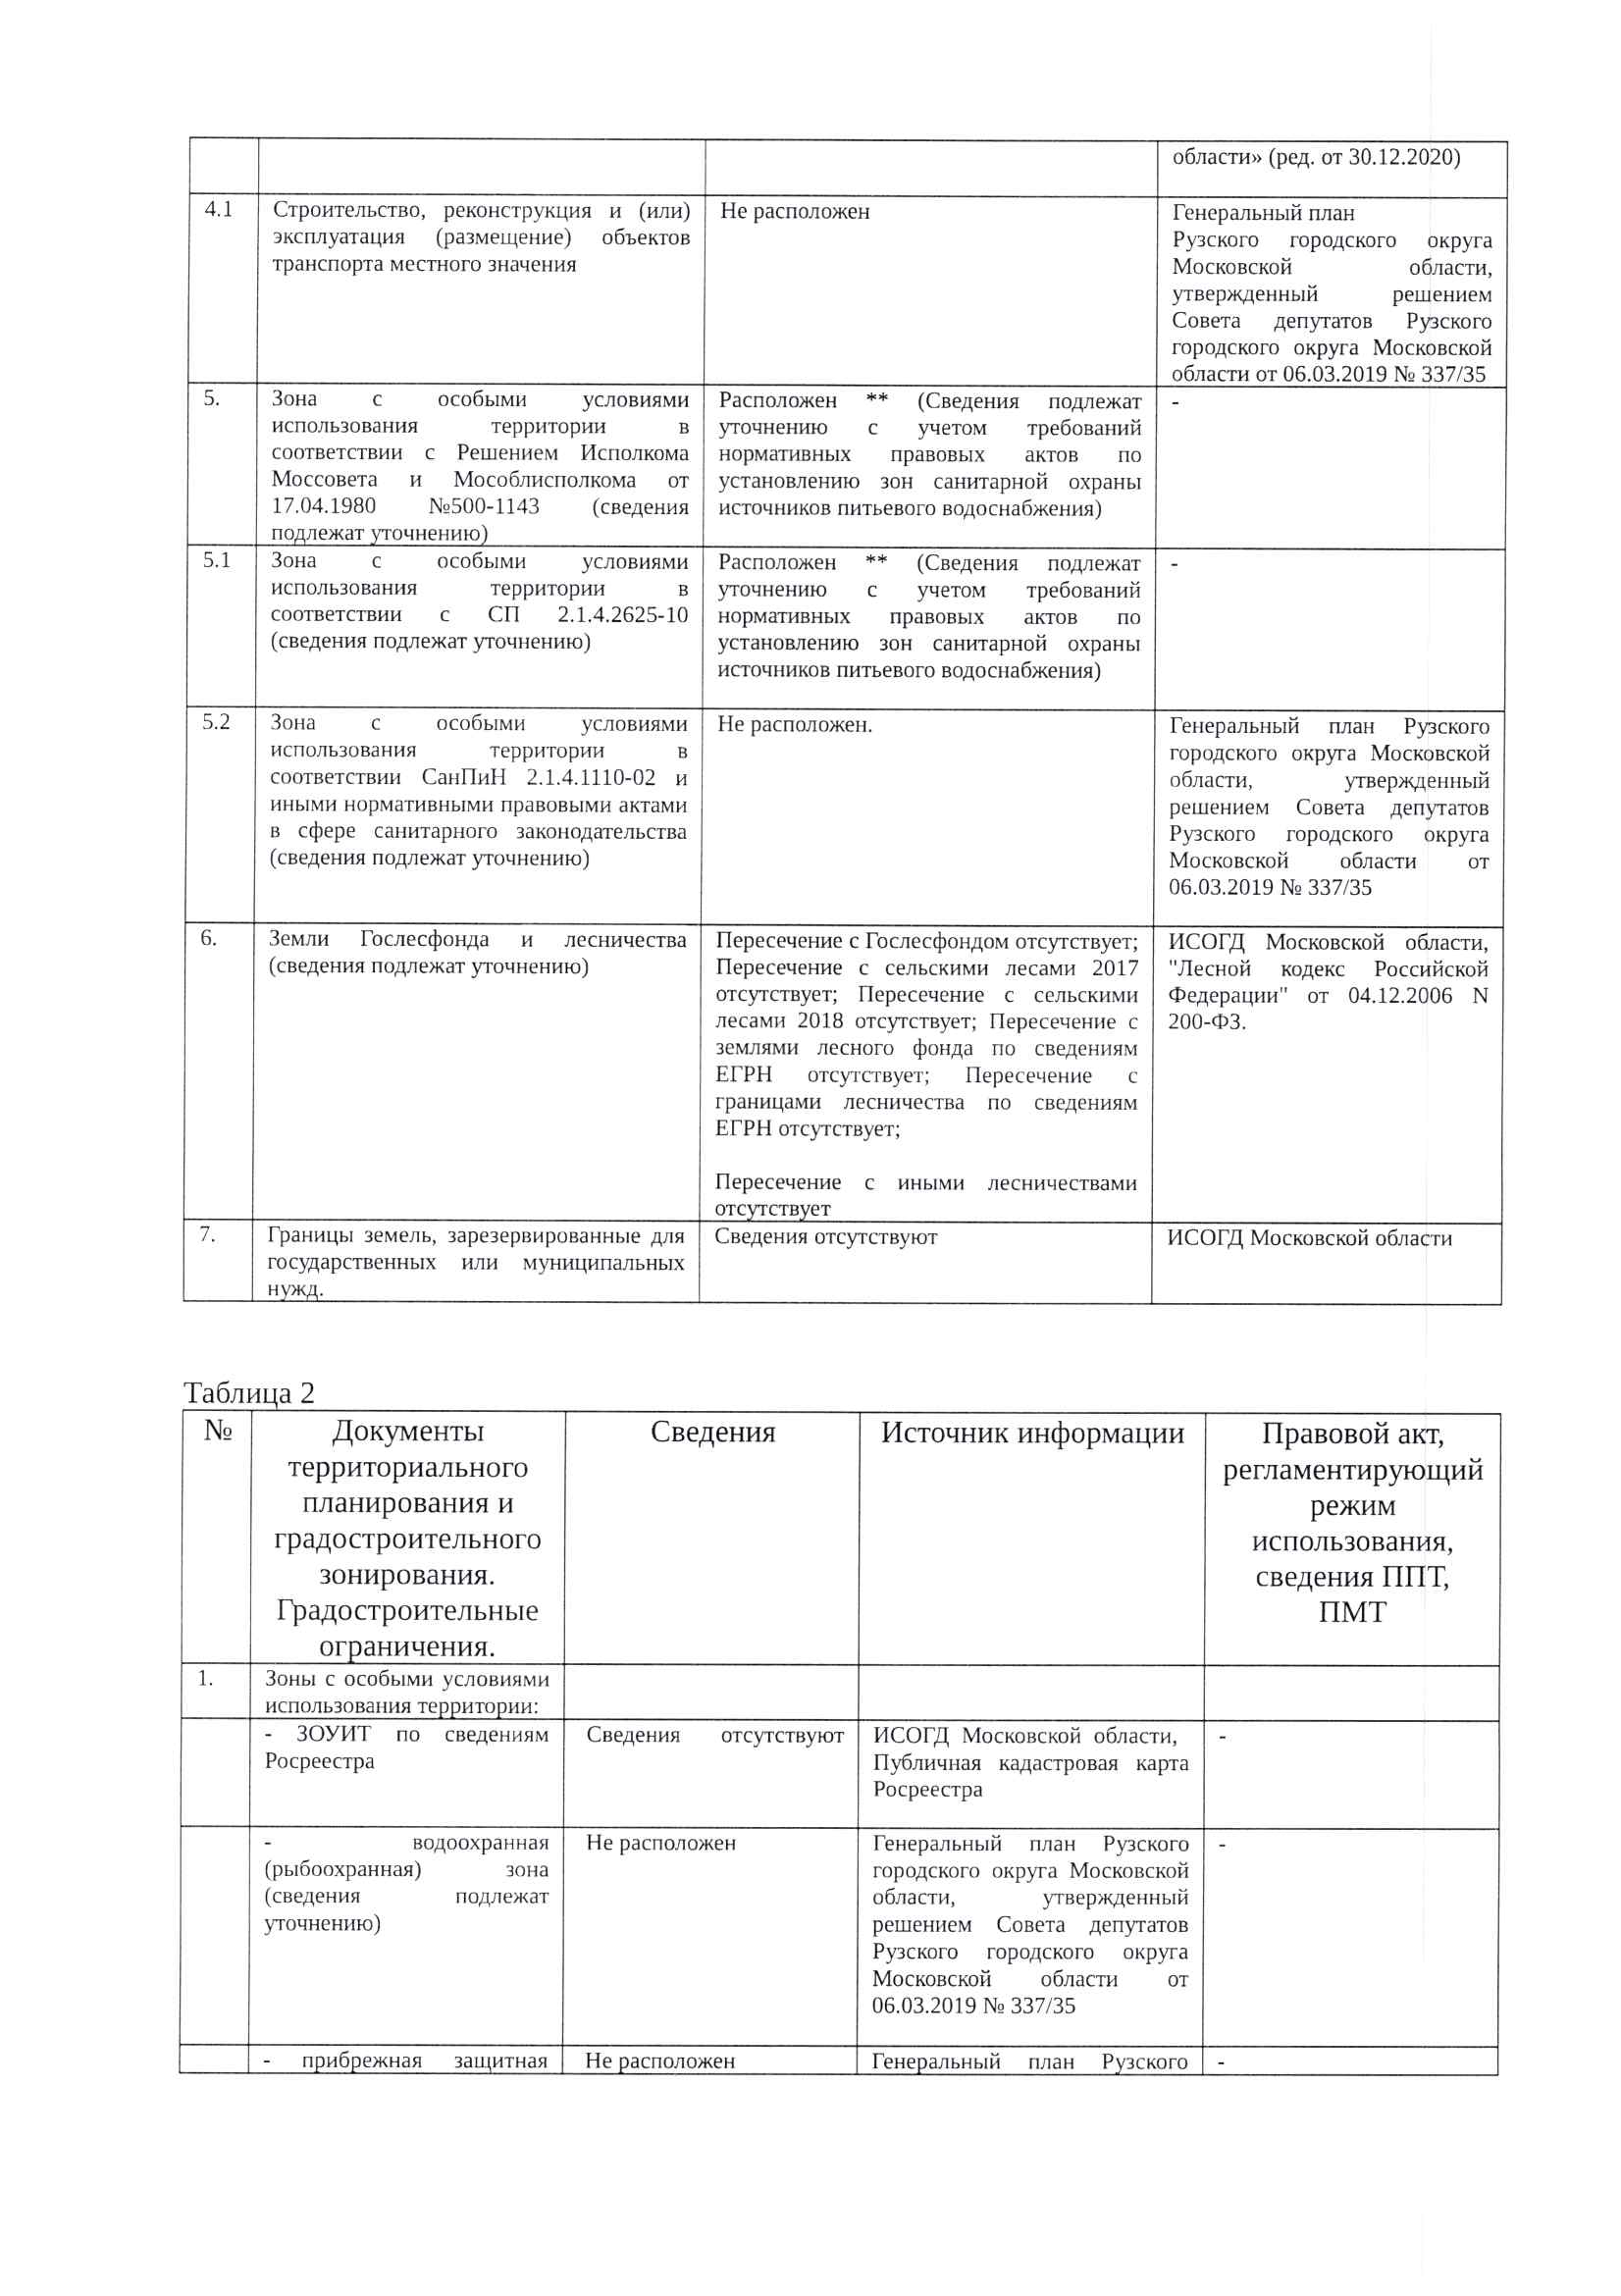 области» (ред. от 30.12.2020)
4.1
Строительство, реконструкция и (или)
эксплуатация (размещение) объектов
транспорта местного значения
Не расположен
Генеральный план
Рузского городского округа
Московской области,
утвержденный решением
Совета депутатов Рузского
городского округа Московской
области от 06.03.2019 № 337/35
5.
Зона с особыми условиями
использования территории в
соответствии с Решением Исполкома
Моссовета и Мособлисполкома от
17.04.1980 №500-1143 (сведения
подлежат уточнению)
Расположен ** (Сведения подлежат
уточнению с учетом требований
нормативных правовых актов по
установлению зон санитарной охраны
источников питьевого водоснабжения)
-
5.1
Зона с особыми условиями
использования территории в
соответствии с СП 2.1.4.2625-10
(сведения подлежат уточнению)
Расположен ** (Сведения подлежат
уточнению с учетом требований
нормативных правовых актов по
установлению зон санитарной охраны
источников питьевого водоснабжения)
-
5.2
Зона с особыми условиями
использования территории в
соответствии СанПиН 2.1.4.1110-02 и
иными нормативными правовыми актами
в сфере санитарного законодательства
(сведения подлежат уточнению)
Не расположен.
Генеральный план Рузского
городского округа Московской
области, утвержденный
решением Совета депутатов
Рузского городского округа
Московской области от
06.03.2019 № 337/35
6.
Земли Гослесфонда и лесничества
(сведения подлежат уточнению)
Пересечение с Гослесфондом отсутствует;
Пересечение с сельскими лесами 2017
отсутствует; Пересечение с сельскими
лесами 2018 отсутствует; Пересечение с
землями лесного фонда по сведениям
ЕГРН отсутствует; Пересечение с
границами лесничества по сведениям
ЕГРН отсутствует;
Пересечение с иными лесничествами
отсутствует
ИСОГД Московской области,
"Лесной кодекс Российской
Федерации" от 04.12.2006 N
200-ФЗ.
7.
Границы земель, зарезервированные для
государственных или муниципальных
нужд.
Сведения отсутствуют
ИСОГД Московской области
Таблица 2
№
Документы
территориального
планирования и
градостроительного
зонирования.
Градостроительные
ограничения.
Сведения
Источник информации
Правовой акт,
регламентирующий
режим
использования,
сведения ППТ,
ПМТ
1.
Зоны с особыми условиями
использования территории:
- ЗОУИТ по сведениям
Росреестра
Сведения отсутствуют
ИСОГД Московской области,
Публичная кадастровая карта
Росреестра
-
- водоохранная
(рыбоохранная) зона
(сведения подлежат
уточнению)
Не расположен
Генеральный план Рузского
городского округа Московской
области, утвержденный
решением Совета депутатов
Рузского городского округа
Московской области от
06.03.2019 № 337/35
-
- прибрежная защитная
Не расположен
Генеральный план Рузского
-